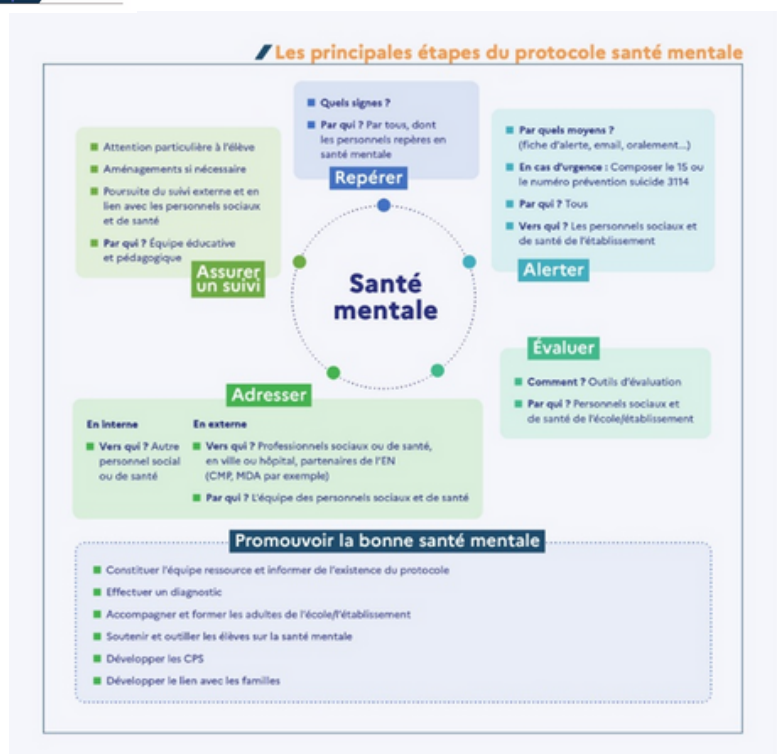 Les principales étapes du protocole santé mentale
Quels signes ?
Par qui ? Par tous, dont
les personnels repères en
santé mentale
Repérer
Par quels moyens ?
(fiche d'alerte, email, oralement...)
En cas d'urgence : Composer le 15 ou
le numéro prévention suicide 3114
Par qui ? Tous
Vers qui ? Les personnels sociaux et
de santé de l'établissement
Alerter
Évaluer
Comment ? Outils d'évaluation
Par qui ? Personnels sociaux et
de santé de l'école/établissement
Adresser
En interne
Vers qui ? Autre
personnel social
ou de santé
En externe
Vers qui ? Professionnels sociaux ou de santé,
en ville ou hôpital, partenaires de l'EN
(CMP, MDA par exemple)
Par qui ? L'équipe des personnels sociaux et de santé
Attention particulière à l'élève
Aménagements si nécessaire
Poursuite du suivi externe et en
lien avec les personnels sociaux
et de santé
Par qui ? Équipe éducative
et pédagogique
Assurer
un suivi
Santé
mentale
Promouvoir la bonne santé mentale
Constituer l'équipe ressource et informer de l'existence du protocole
Effectuer un diagnostic
Accompagner et former les adultes de l'école/l'établissement
Soutenir et outiller les élèves sur la santé mentale
Développer les CPS
Développer le lien avec les familles